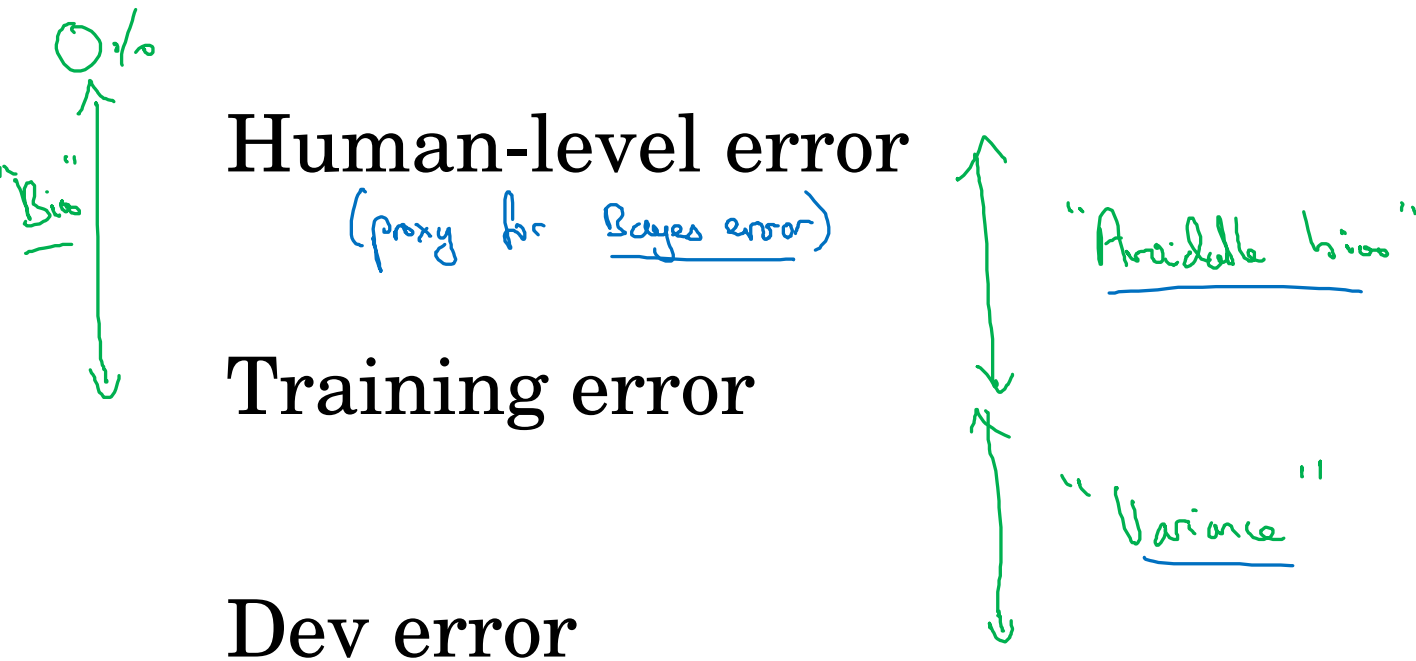 0%
Human-level error
"Bias"
(proxy for Bayes error)
"Avoidable bias"
Training error
"Variance"
Dev error